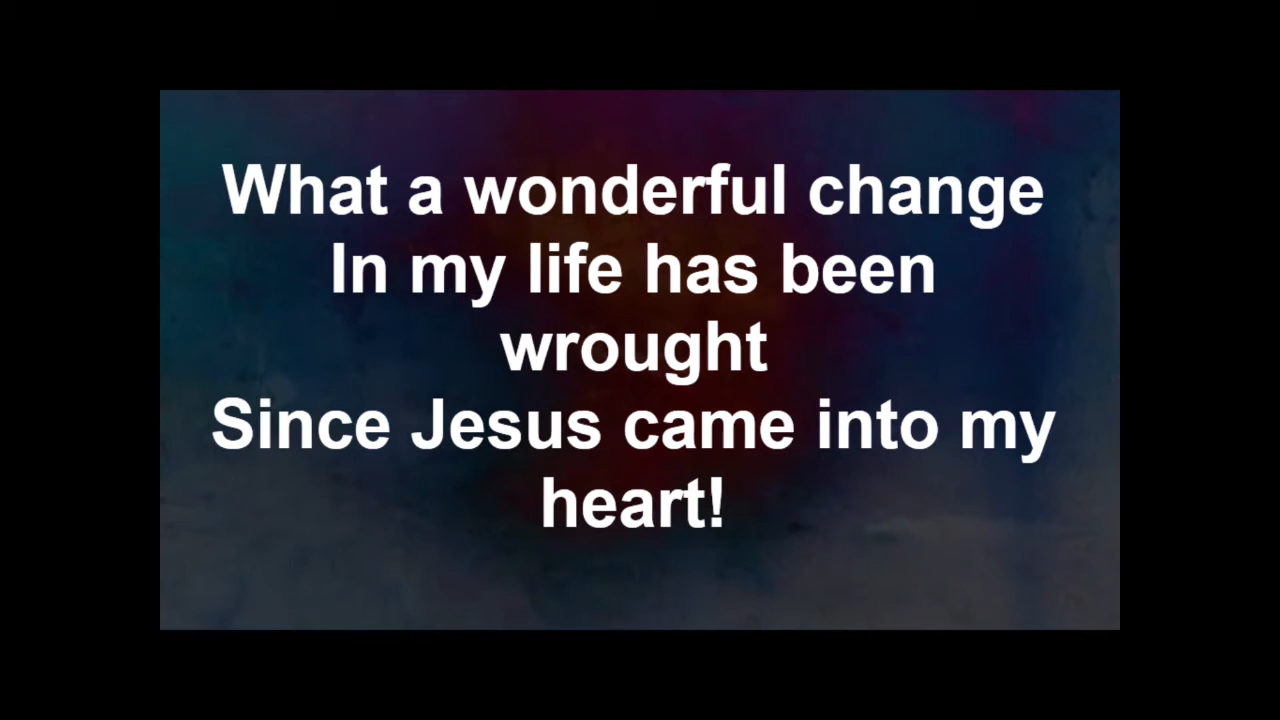 What a wonderful change
In my life has been
wrought
Since Jesus came into my
heart!